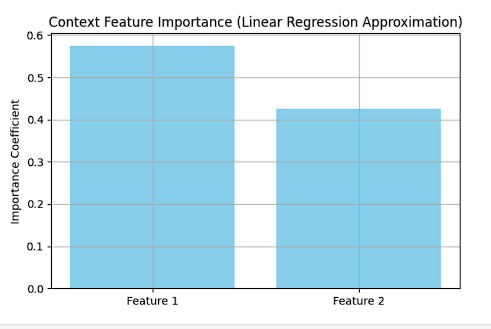 Context Feature Importance (Linear Regression Approximation)
Importance Coefficient
0.6
0.5
0.4
0.3
0.2
0.1
0.0
Feature 1
Feature 2